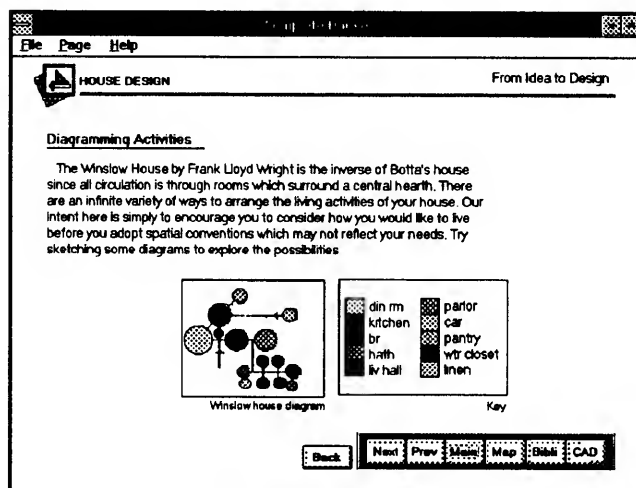 File Page Help
HOUSE DESIGN
From Idea to Design
Diagramming Activities
The Winslow House by Frank Lloyd Wright is the inverse of Botta's house
since all circulation is through rooms which surround a central hearth. There
are an infinite variety of ways to arrange the living activities of your house. Our
intent here is simply to encourage you to consider how you would like to live
before you adopt spatial conventions which may not reflect your needs. Try
sketching some diagrams to explore the possibilities
din rm
kitchen
br
bath
liv hall
parlor
car
pantry
wtr closet
linen
Winslow house diagram
Key
Back Next Prev Main Map Bibli CAD